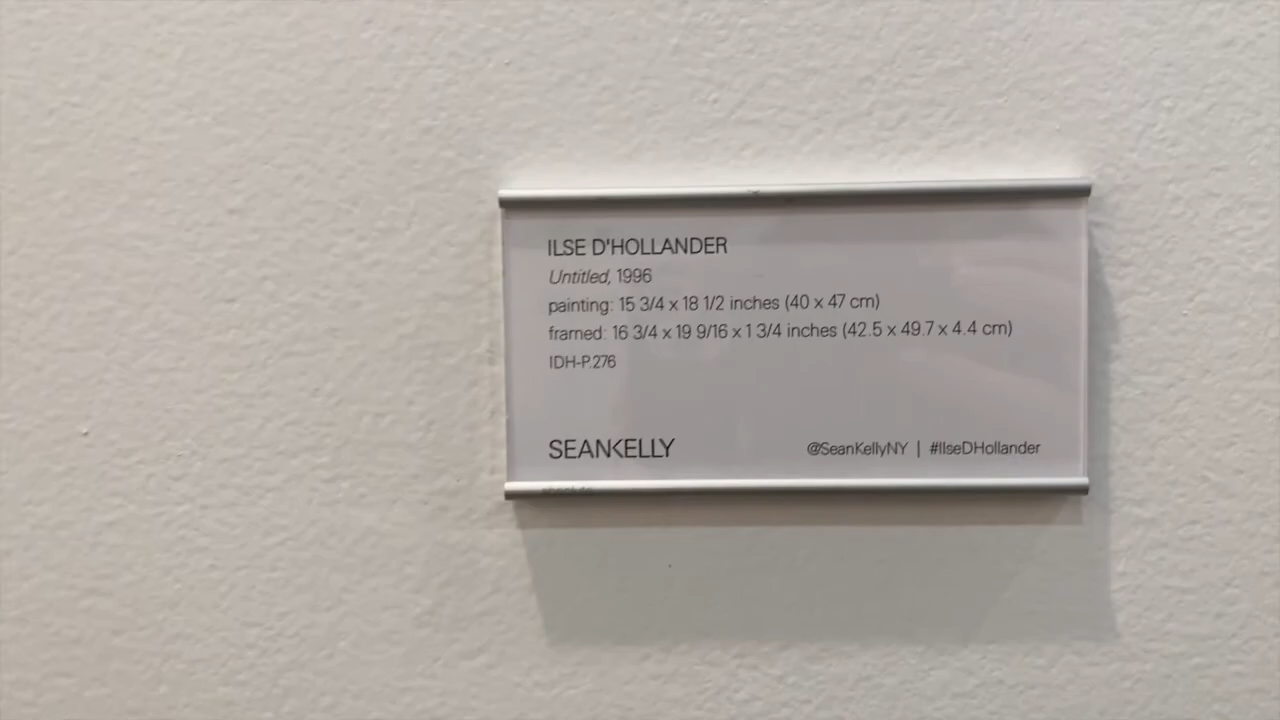 ILSE D'HOLLANDER
Untitled, 1996
painting: 15 3/4 x 18 1/2 inches (40 x 47 cm)
framed: 16 3/4 x 19 9/16 x 1 3/4 inches (42.5 x 49.7 x 4.4 cm)
IDH-P.276
SEANKELLY @SeanKellyNY | #IlseDHollander